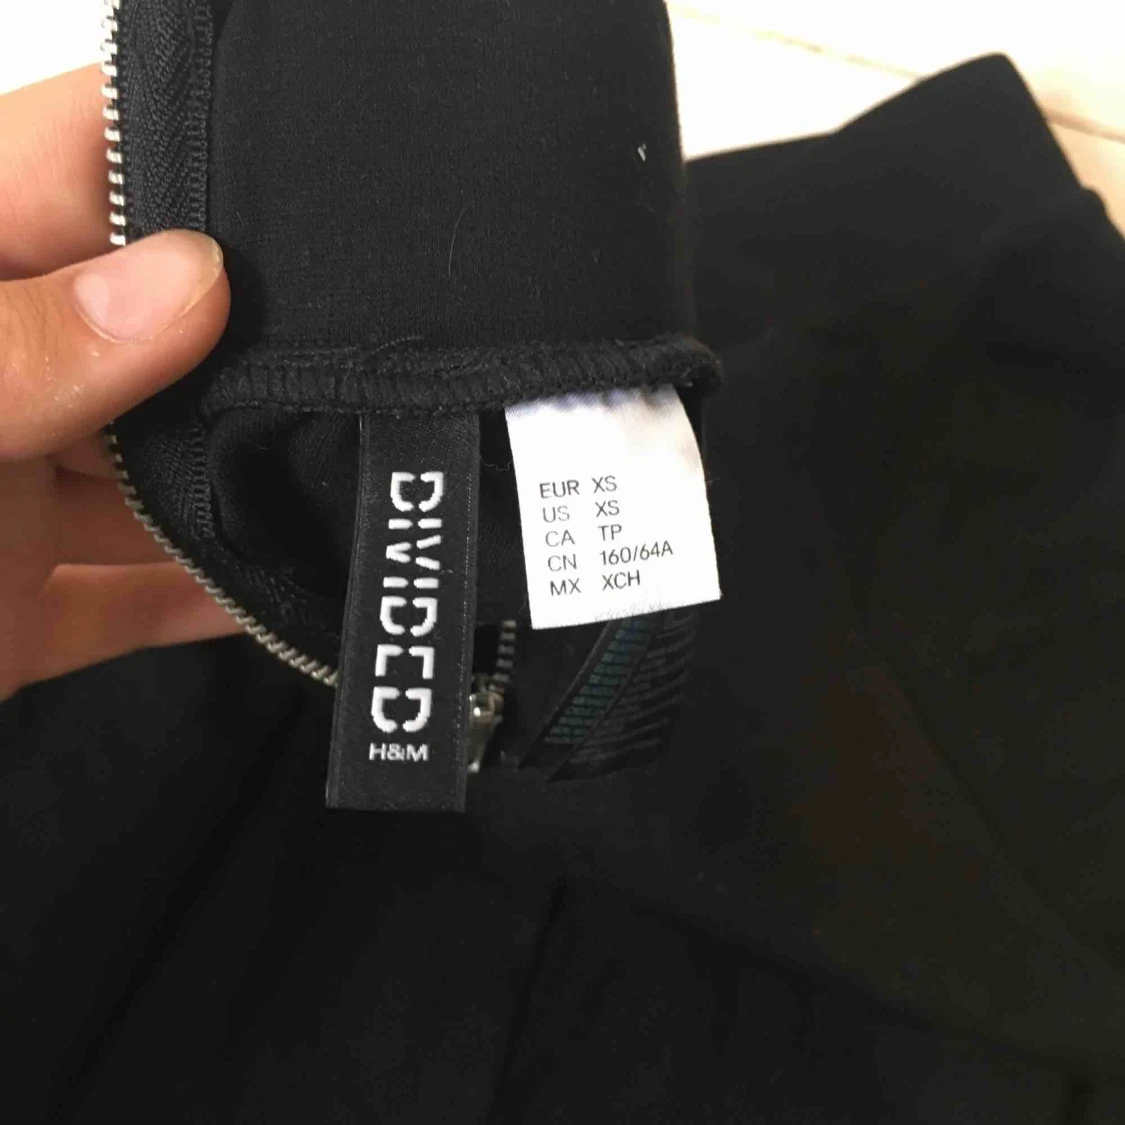 DIVIDED
H&M
EUR XS
US XS
CA TP
CN 160/64A
MX XCH